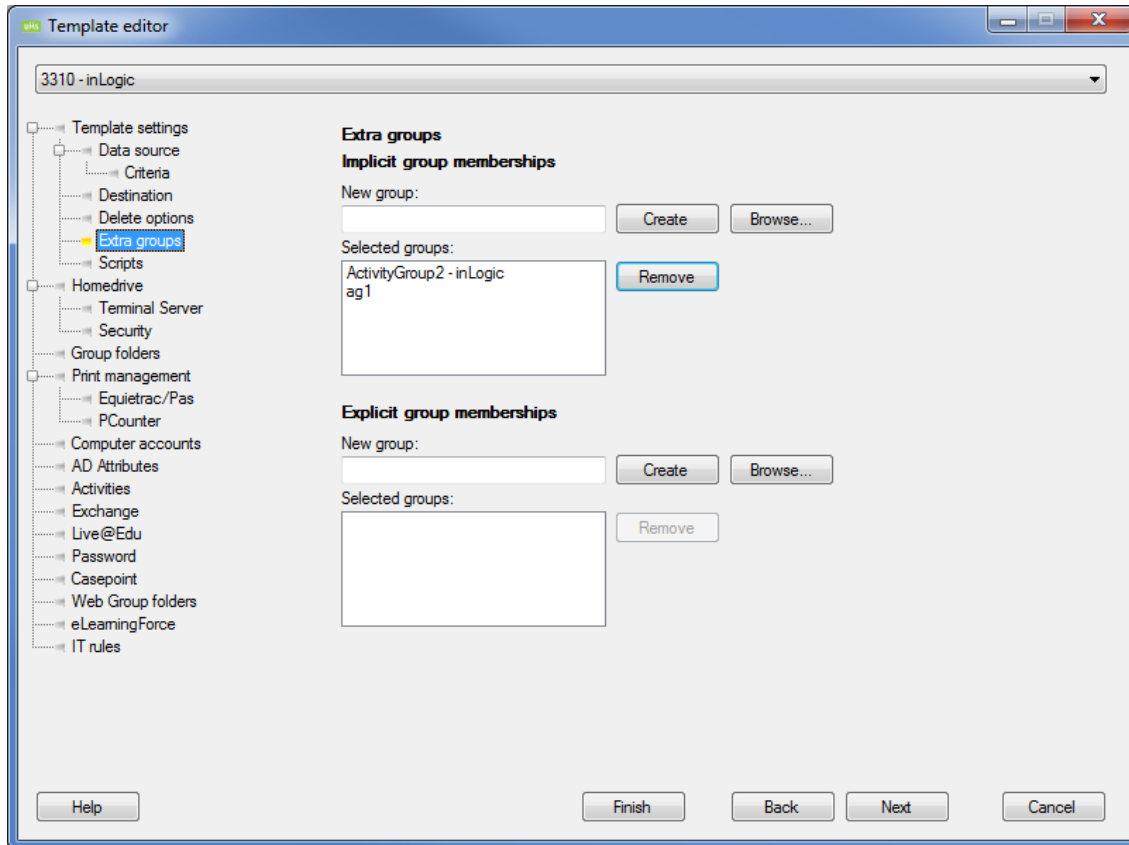 UMS Template editor
3310 - inLogic
Template settings
Data source
Criteria
Destination
Delete options
Extra groups
Scripts
Homedrive
Terminal Server
Security
Group folders
Print management
Equietrac/Pas
PCounter
Computer accounts
AD Attributes
Activities
Exchange
Live@Edu
Password
Casepoint
Web Group folders
eLearningForce
IT rules
Extra groups
Implicit group memberships
New group:
Create Browse...
Selected groups:
ActivityGroup2 - inLogic
ag1
Remove
Explicit group memberships
New group:
Create Browse...
Selected groups:
Remove
Help Finish Back Next Cancel